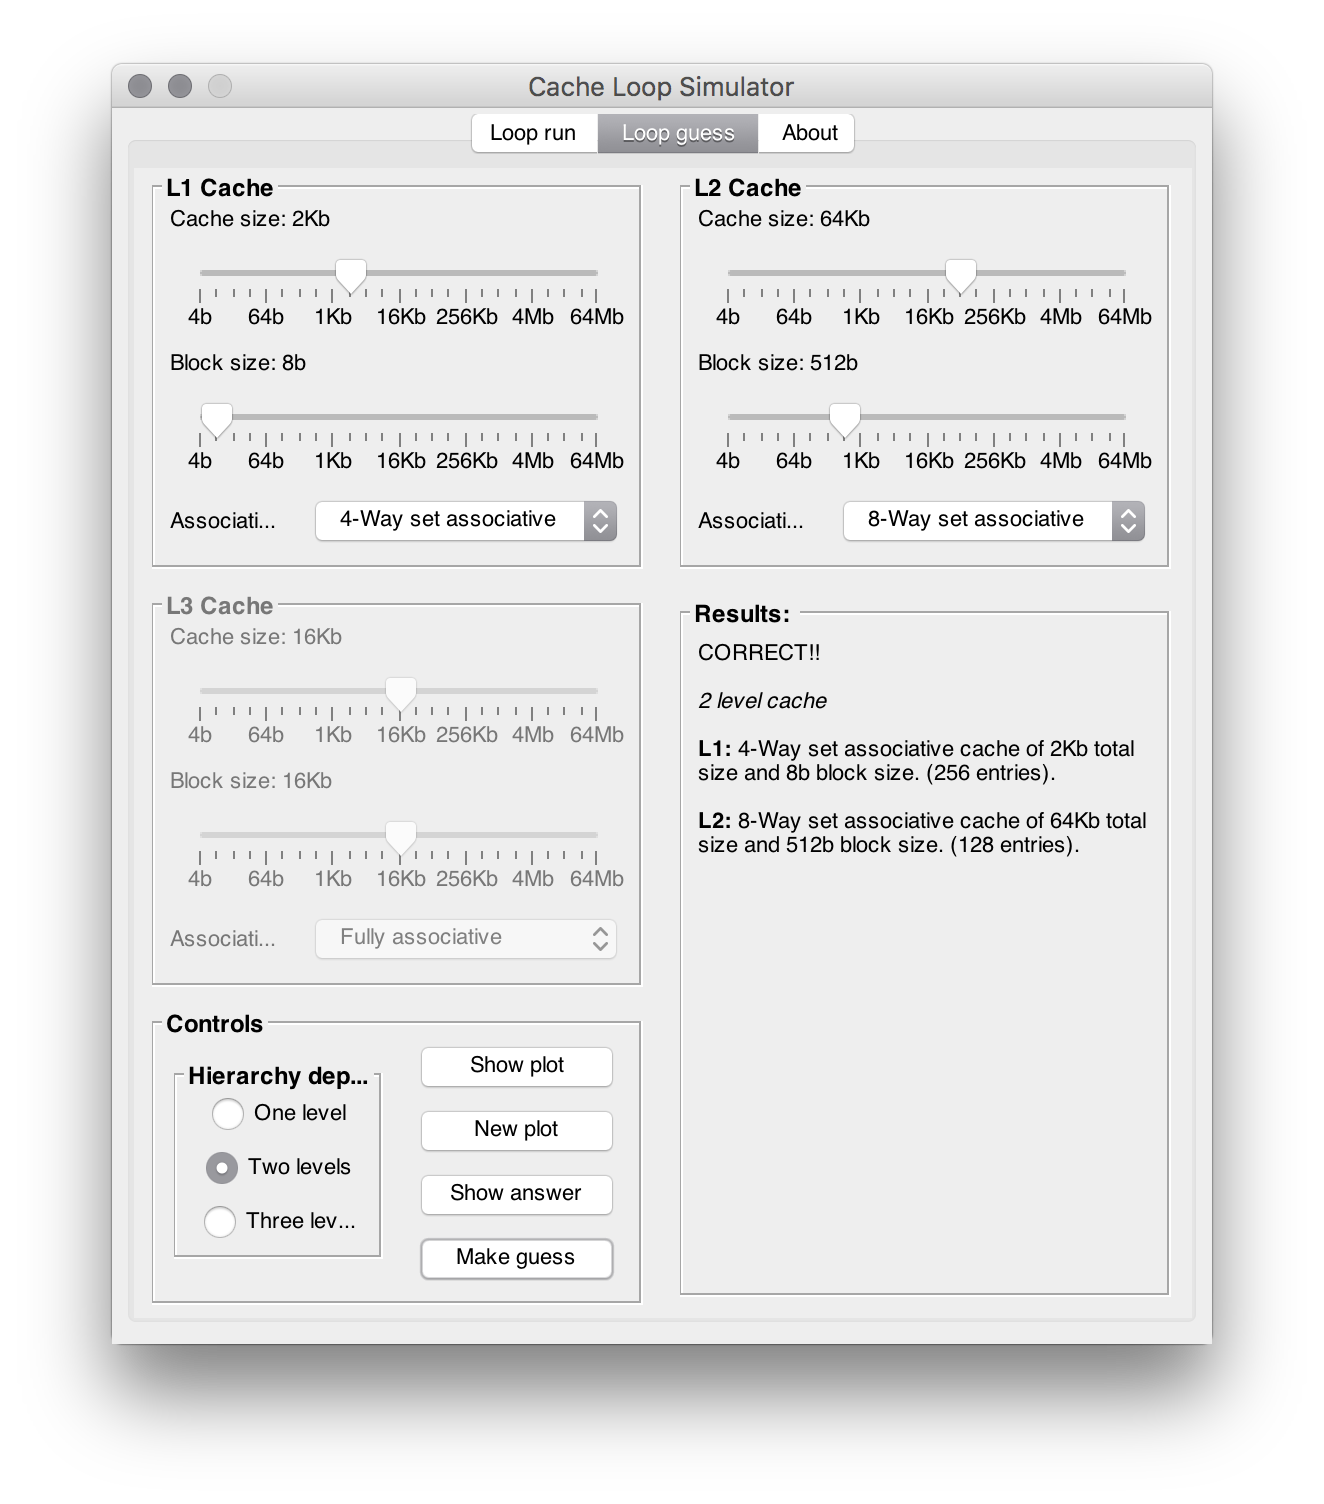 Cache Loop Simulator
Loop run Loop guess About
L1 Cache
Cache size: 2Kb
4b 64b 1Kb 16Kb 256Kb 4Mb 64Mb
Block size: 8b
4b 64b 1Kb 16Kb 256Kb 4Mb 64Mb
Associati... 4-Way set associative
L2 Cache
Cache size: 64Kb
4b 64b 1Kb 16Kb 256Kb 4Mb 64Mb
Block size: 512b
4b 64b 1Kb 16Kb 256Kb 4Mb 64Mb
Associati... 8-Way set associative
L3 Cache
Cache size: 16Kb
4b 64b 1Kb 16Kb 256Kb 4Mb 64Mb
Block size: 16Kb
4b 64b 1Kb 16Kb 256Kb 4Mb 64Mb
Associati... Fully associative
Results:
CORRECT!!
2 level cache
L1: 4-Way set associative cache of 2Kb total
size and 8b block size. (256 entries).
L2: 8-Way set associative cache of 64Kb total
size and 512b block size. (128 entries).
Controls
Hierarchy dep...
One level
Two levels
Three lev...
Show plot
New plot
Show answer
Make guess